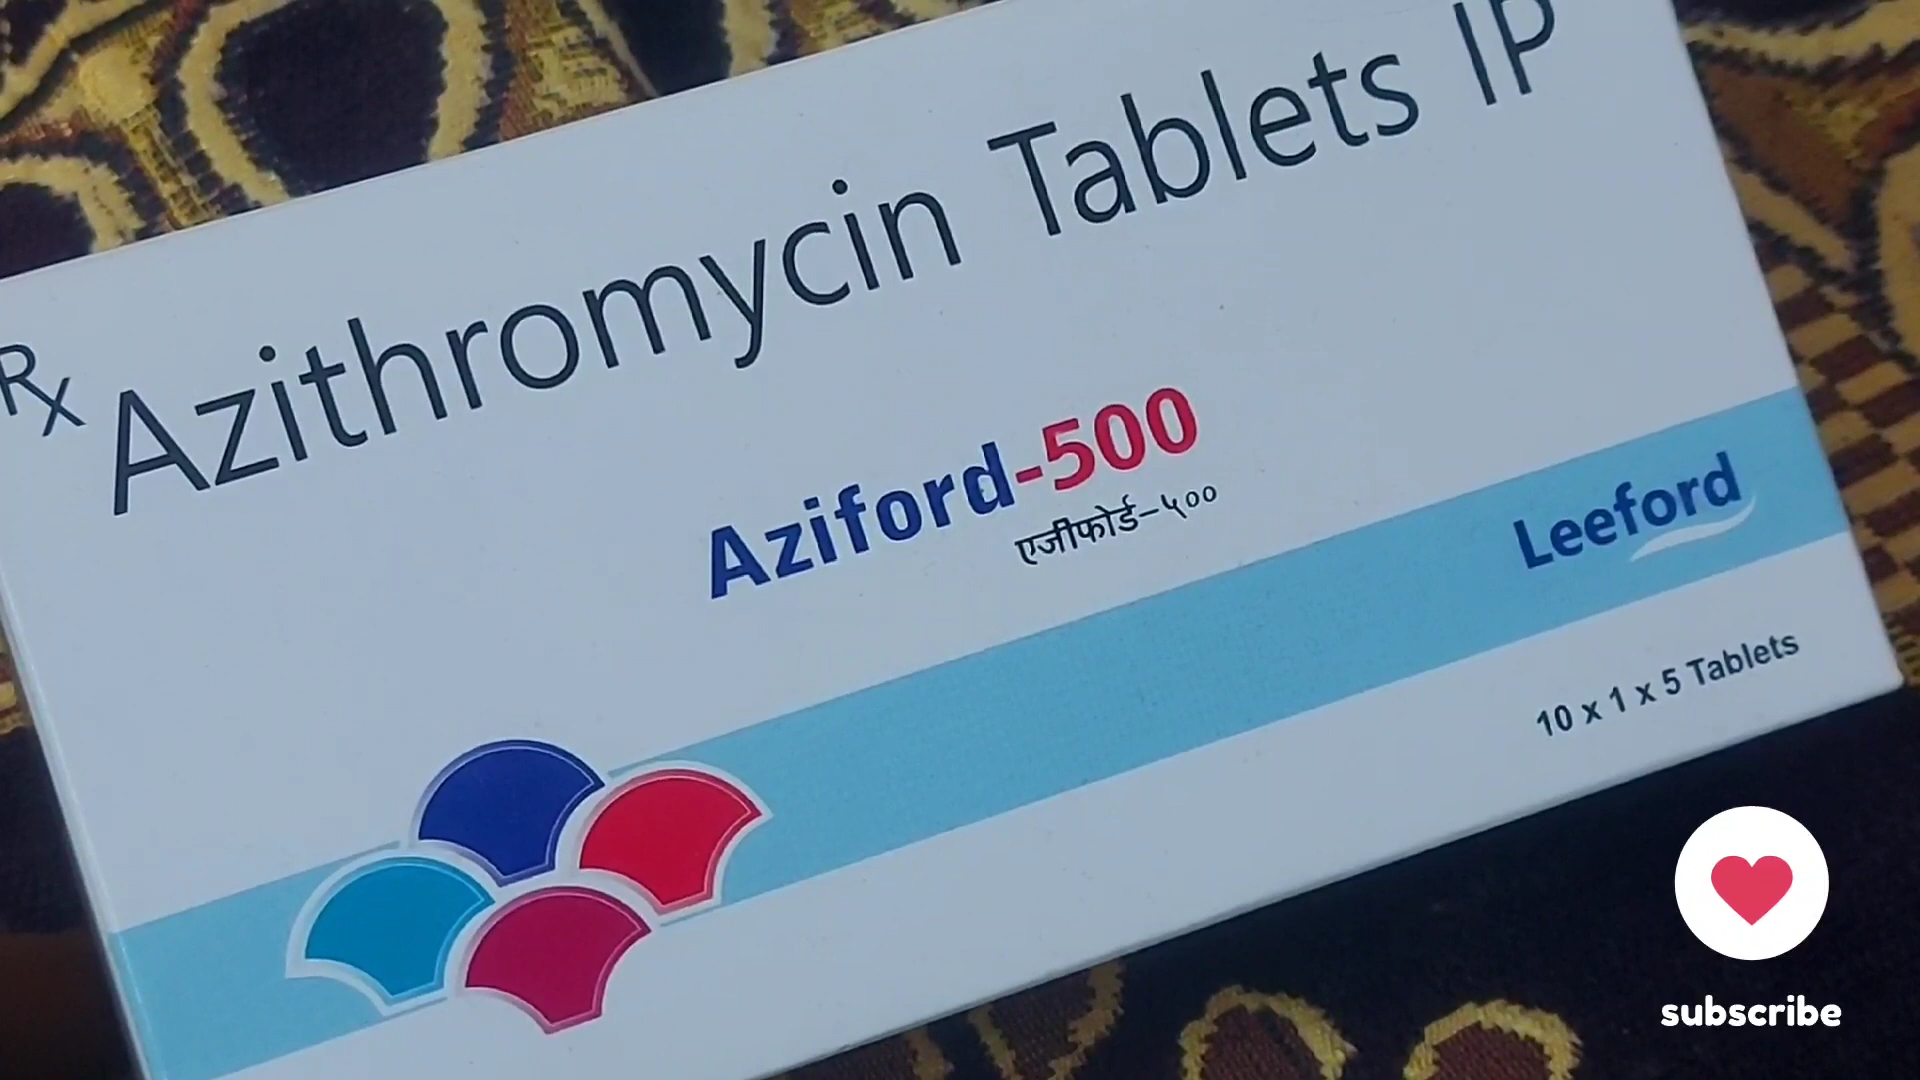 Rx Azithromycin Tablets IP
Aziford-500
एजीफोर्ड-५००
Leeford
10 x 1 x 5 Tablets
subscribe